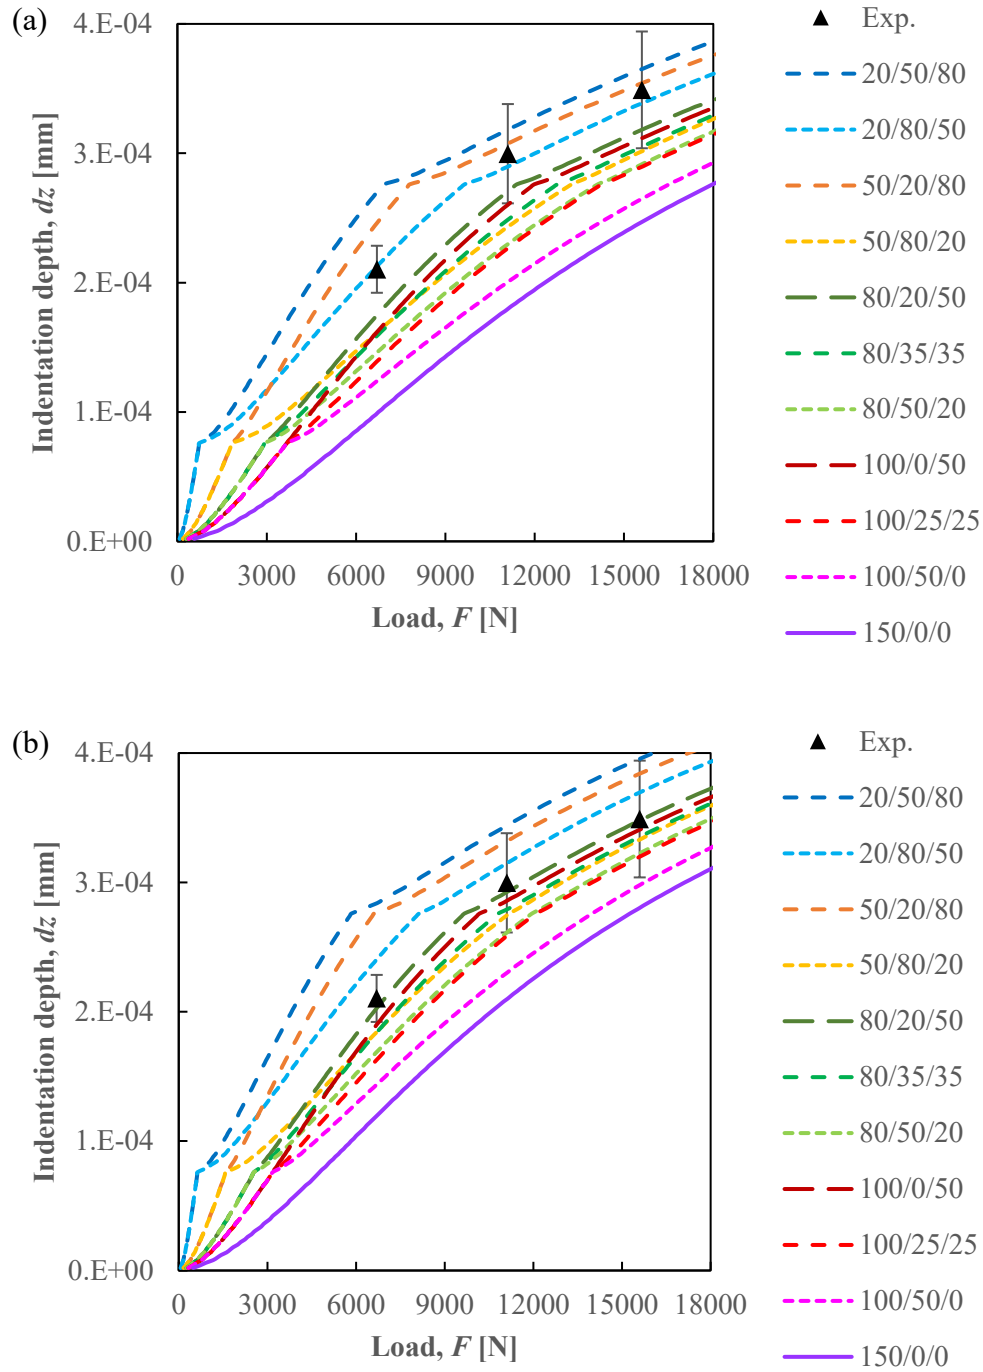 (a)
4.E-04
3.E-04
2.E-04
1.E-04
0.E+00
Indentation depth, dz [mm]
0 3000 6000 9000 12000 15000 18000
Load, F [N]
Exp.
20/50/80
20/80/50
50/20/80
50/80/20
80/20/50
80/35/35
80/50/20
100/0/50
100/25/25
100/50/0
150/0/0
(b)
4.E-04
3.E-04
2.E-04
1.E-04
0.E+00
Indentation depth, dz [mm]
0 3000 6000 9000 12000 15000 18000
Load, F [N]
Exp.
20/50/80
20/80/50
50/20/80
50/80/20
80/20/50
80/35/35
80/50/20
100/0/50
100/25/25
100/50/0
150/0/0